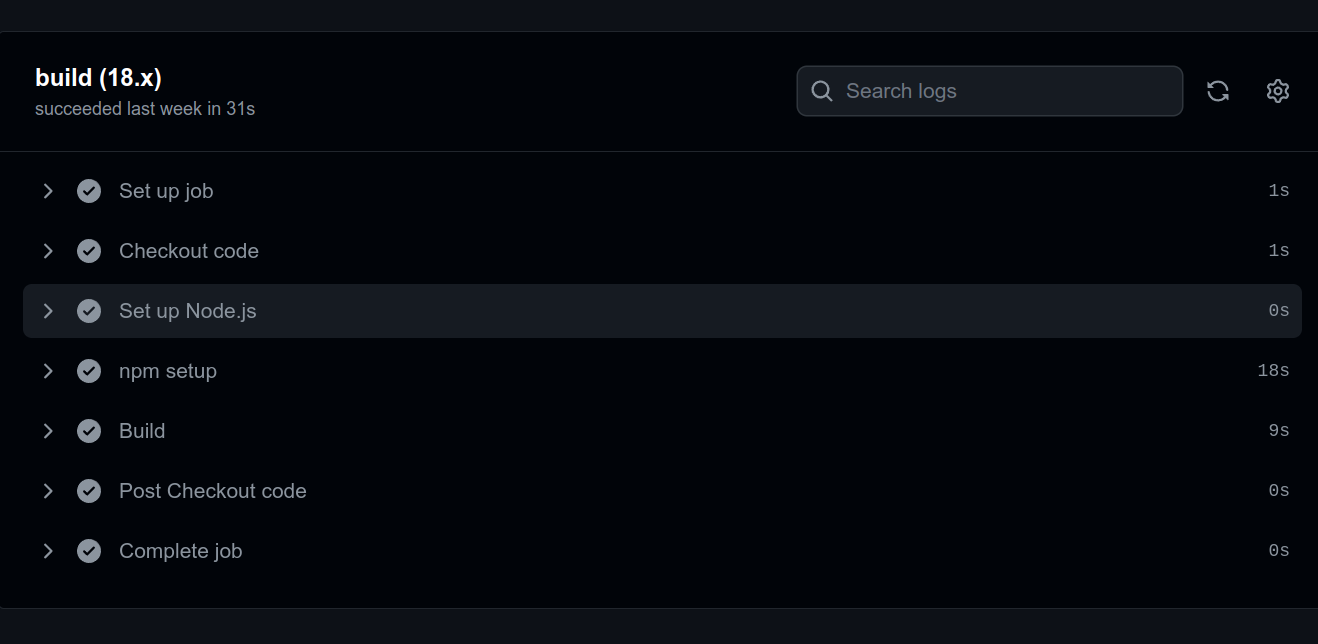 build (18.x)
succeeded last week in 31s
Search logs
Set up job 1s
Checkout code 1s
Set up Node.js 0s
npm setup 18s
Build 9s
Post Checkout code 0s
Complete job 0s